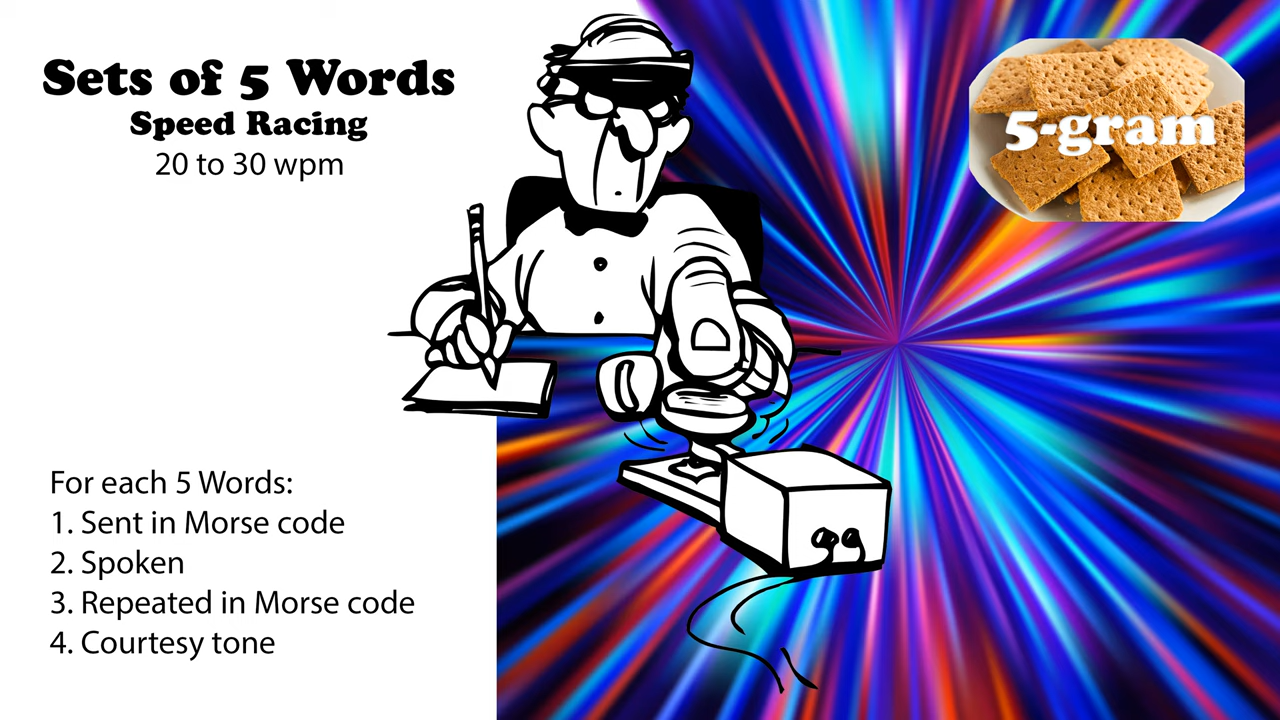 Sets of 5 Words
Speed Racing
20 to 30 wpm
5-gram
For each 5 Words:
1. Sent in Morse code
2. Spoken
3. Repeated in Morse code
4. Courtesy tone